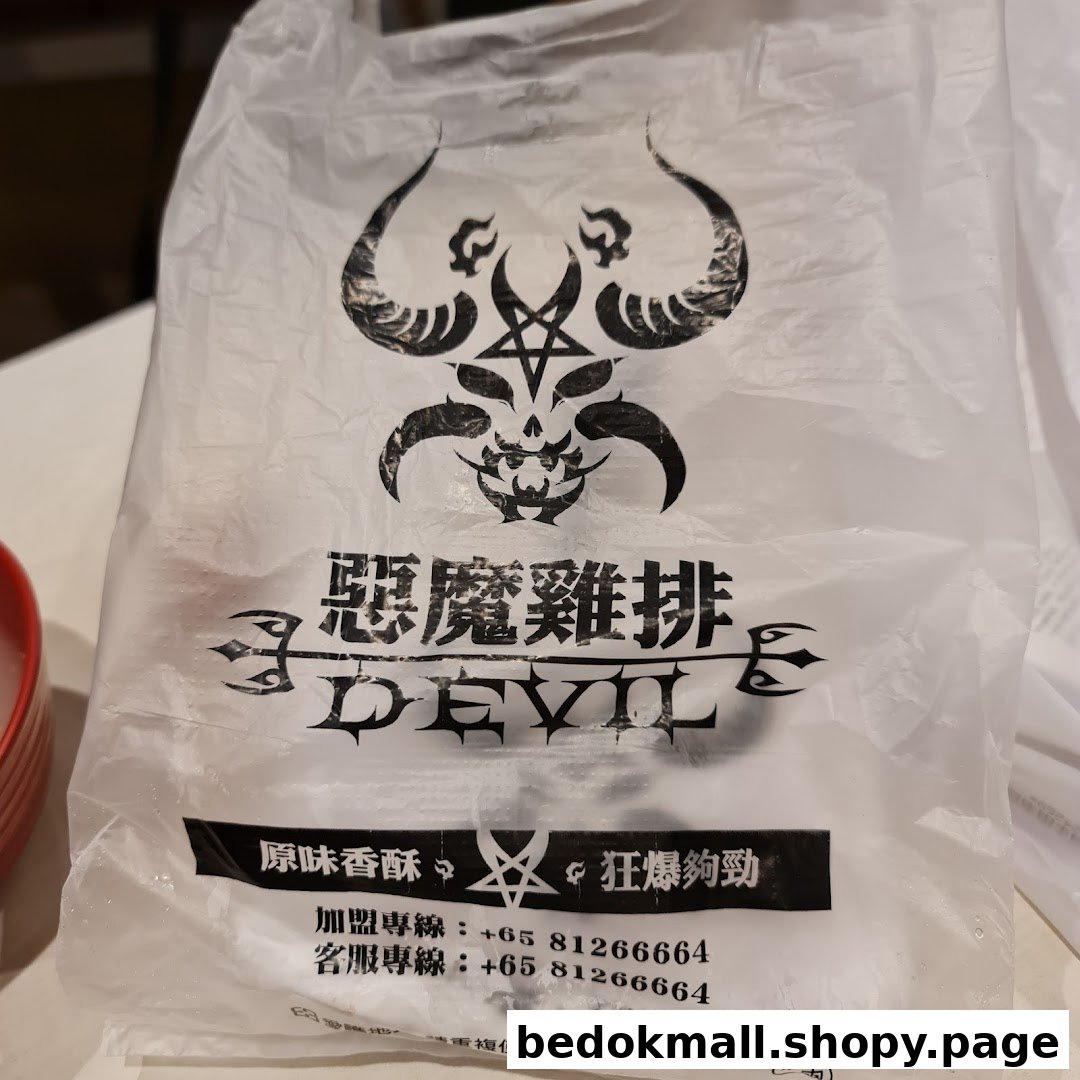 惡魔雞排
DEVIL
原味香酥 狂爆夠勁
加盟專線：+65 81266664
客服專線：+65 81266664
bedokmall.shopy.page